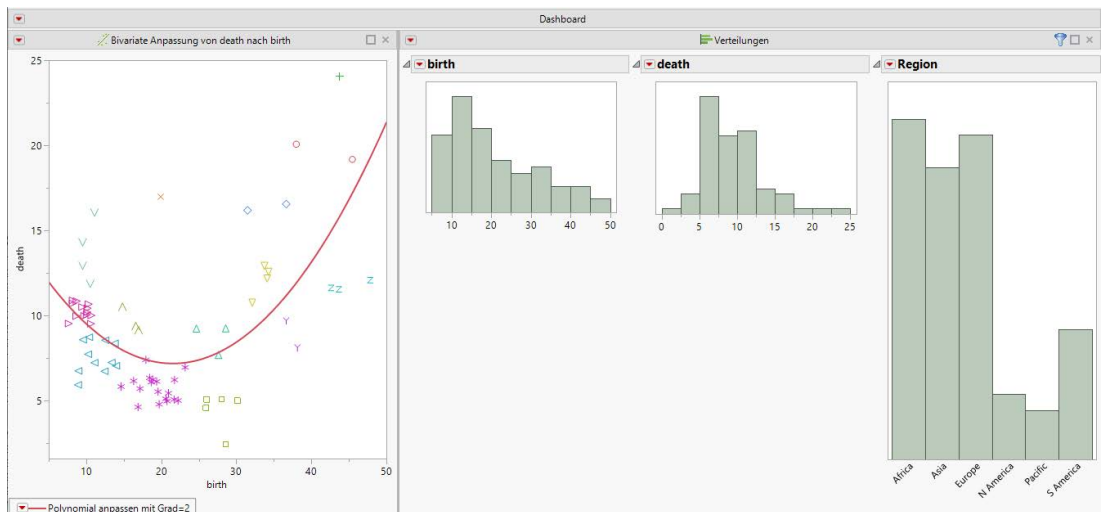 Dashboard
Bivariate Anpassung von death nach birth
Verteilungen
birth
death
Region
25
20
15
10
5
death
10
20
30
40
50
birth
Polynomial anpassen mit Grad=2
10
20
30
40
50
0
5
10
15
20
25
Africa
Asia
Europe
N America
Pacific
S America